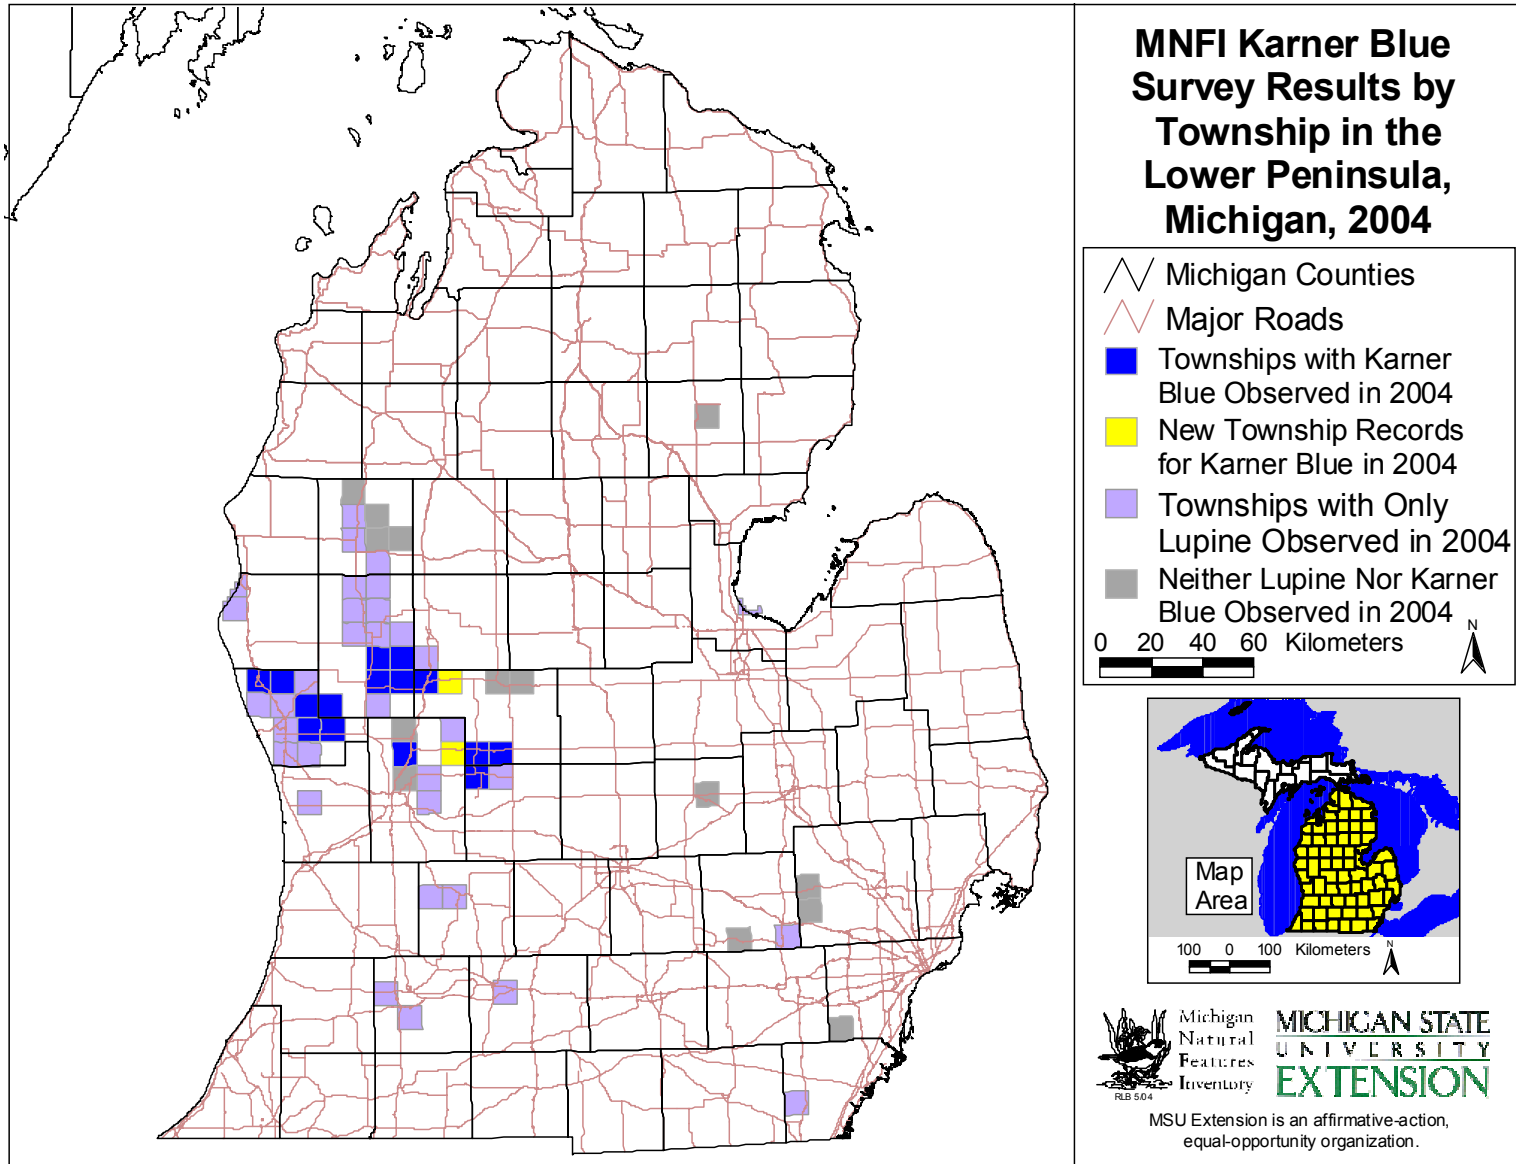 MNFI Karner Blue
Survey Results by
Township in the
Lower Peninsula,
Michigan, 2004
Michigan Counties
Major Roads
Townships with Karner
Blue Observed in 2004
New Township Records
for Karner Blue in 2004
Townships with Only
Lupine Observed in 2004
Neither Lupine Nor Karner
Blue Observed in 2004
0 20 40 60 Kilometers
N
Map
Area
100 0 100 Kilometers
N
Michigan
Natural
Features
Inventory
RLB 5/04
MICHIGAN STATE
UNIVERSITY
EXTENSION
MSU Extension is an affirmative-action,
equal-opportunity organization.